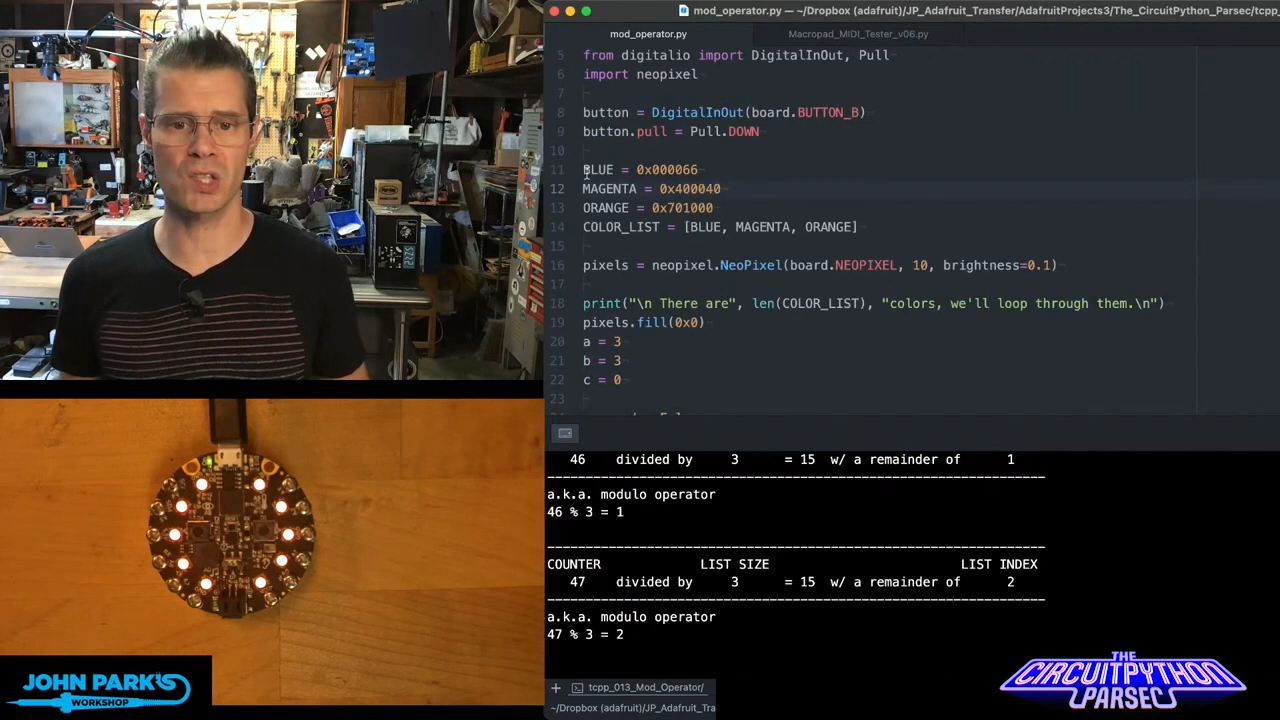 mod_operator.py — ~/Dropbox (adafruit)/JP_Adafruit_Transfer/AdafruitProjects3/The_CircuitPython_Parsec/tcpp
mod_operator.py
Macropad_MIDI_Tester_v06.py
5 from digitalio import DigitalInOut, Pull
6 import neopixel
7
8 button = DigitalInOut(board.BUTTON_B)
9 button.pull = Pull.DOWN
10
11 BLUE = 0x000066
12 MAGENTA = 0x400040
13 ORANGE = 0x701000
14 COLOR_LIST = [BLUE, MAGENTA, ORANGE]
15
16 pixels = neopixel.NeoPixel(board.NEOPIXEL, 10, brightness=0.1)
17
18 print("\n There are", len(COLOR_LIST), "colors, we'll loop through them.\n")
19 pixels.fill(0x0)
20 a = 3
21 b = 3
22 c = 0
23
46 divided by 3 = 15 w/ a remainder of 1
a.k.a. modulo operator
46 % 3 = 1
COUNTER LIST SIZE LIST INDEX
47 divided by 3 = 15 w/ a remainder of 2
a.k.a. modulo operator
47 % 3 = 2
tcpp_013_Mod_Operator/
~/Dropbox (adafruit)/JP_Adafruit_Tra
JOHN PARK'S
WORKSHOP
THE
CIRCUITPYTHON
PARSEC